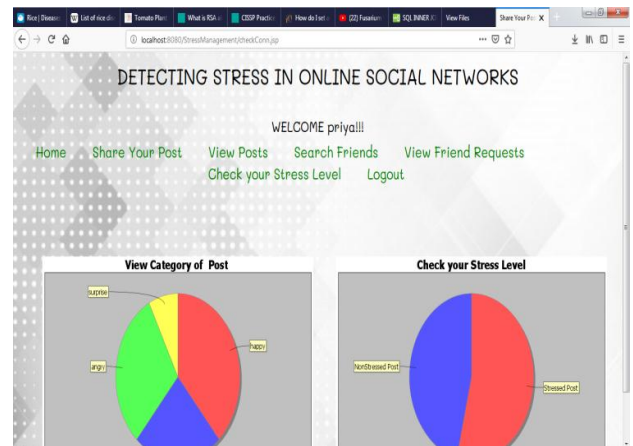 Rice | Diseases
List of rice dis
Tomato Plant
What is RSA
CISSP Practice
How do I set
(22) Fusarium
SQL INNER JO
View Files
Share Your Pos X
localhost:8080/StressManagement/checkConn.jsp
DETECTING STRESS IN ONLINE SOCIAL NETWORKS
WELCOME priya!!!
Home Share Your Post View Posts Search Friends View Friend Requests
Check your Stress Level Logout
View Category of Post
surprise
happy
angry
Check your Stress Level
NonStressed Post
Stressed Post